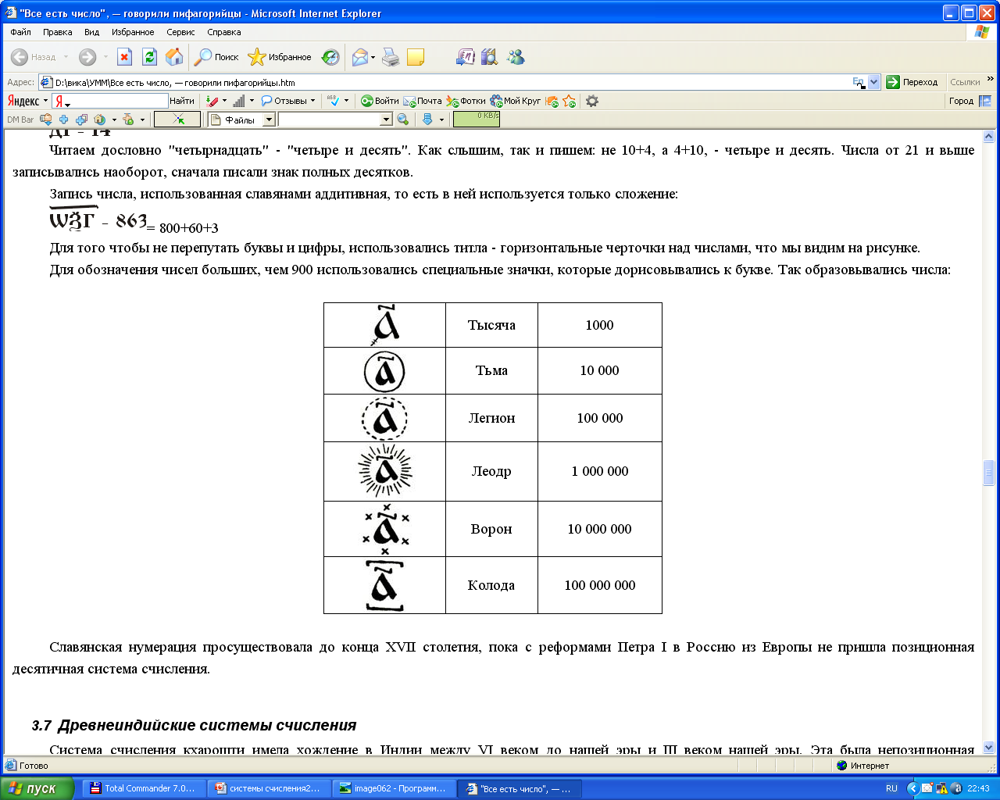 "Все есть число", — говорили пифагорийцы - Microsoft Internet Explorer
Файл Правка Вид Избранное Сервис Справка
Назад Поиск Избранное
Адрес: D:\вика\УММ\Все есть число, — говорили пифагорийцы.htm Переход Ссылки »
Яндекс Я Найти Отзывы Войти Почта Фотки Мой Круг Город
DM Bar Файлы 0 KB/s
ДІ - 14
Читаем дословно "четырнадцать" - "четыре и десять". Как слышим, так и пишем: не 10+4, а 4+10, - четыре и десять. Числа от 21 и выше
записывались наоборот, сначала писали знак полных десятков.
Запись числа, использованная славянами аддитивная, то есть в ней используется только сложение:
ѠѮГ - 863= 800+60+3
Для того чтобы не перепутать буквы и цифры, использовались титла - горизонтальные черточки над числами, что мы видим на рисунке.
Для обозначения чисел больших, чем 900 использовались специальные значки, которые дорисовывались к букве. Так образовывались числа:
а Тысяча 1000
а Тьма 10 000
а Легион 100 000
а Леодр 1 000 000
а Ворон 10 000 000
а Колода 100 000 000
Славянская нумерация просуществовала до конца XVII столетия, пока с реформами Петра I в Россию из Европы не пришла позиционная
десятичная система счисления.
3.7 Древнеиндийские системы счисления
Система счисления кхарошти имела хождение в Индии между VI веком до нашей эры и III веком нашей эры. Эта была непозиционная
Готово Интернет
пуск Total Commander 7.0... системы счисления2... image062 - Програм... "Все есть число", — ... RU 22:43